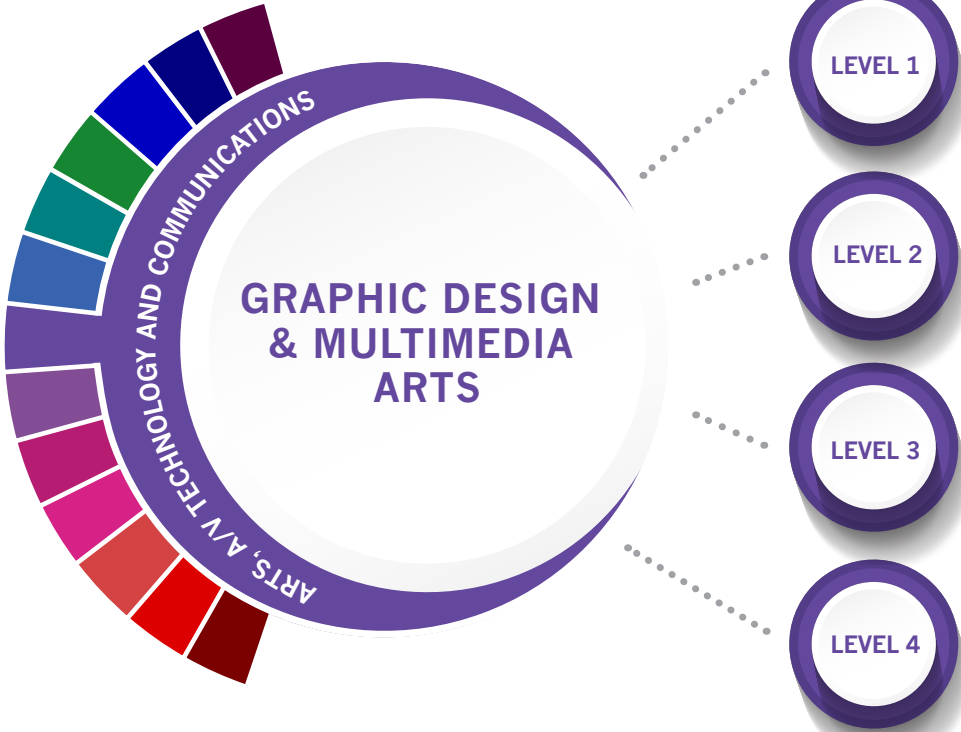 ARTS, A/V TECHNOLOGY AND COMMUNICATIONS
GRAPHIC DESIGN
& MULTIMEDIA
ARTS
LEVEL 1
LEVEL 2
LEVEL 3
LEVEL 4